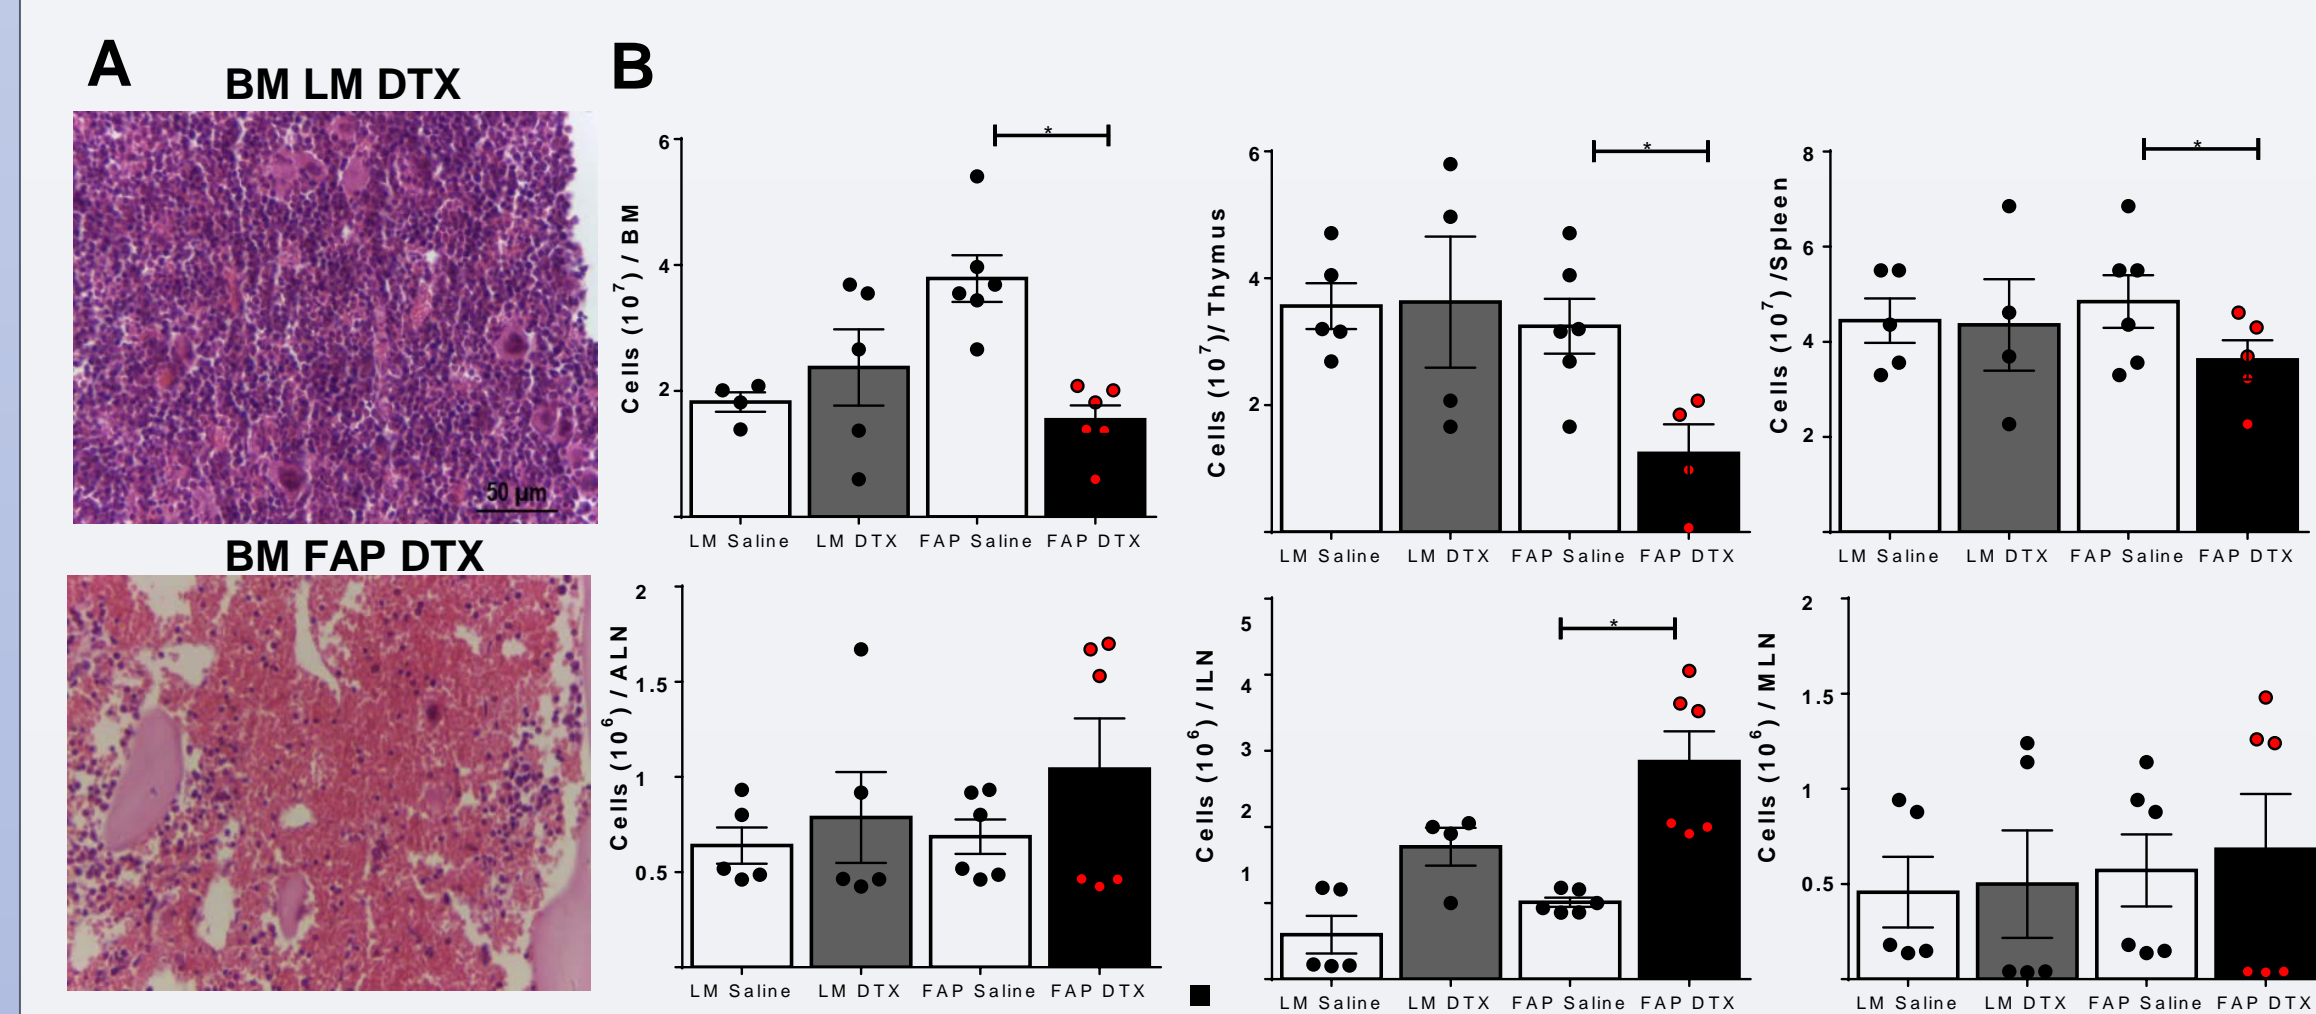 A
BM LM DTX
50 µm
BM FAP DTX
B
Cells (10⁷) / BM
6
4
2
*
LM Saline LM DTX FAP Saline FAP DTX
Cells (10⁷)/ Thymus
6
4
2
*
LM Saline LM DTX FAP Saline FAP DTX
Cells (10⁷) /Spleen
8
6
4
2
*
LM Saline LM DTX FAP Saline FAP DTX
Cells (10⁶) / ALN
2
1.5
1
0.5
LM Saline LM DTX FAP Saline FAP DTX
Cells (10⁶) / ILN
5
4
3
2
1
*
LM Saline LM DTX FAP Saline FAP DTX
Cells (10⁶) / MLN
2
1.5
1
0.5
LM Saline LM DTX FAP Saline FAP DTX